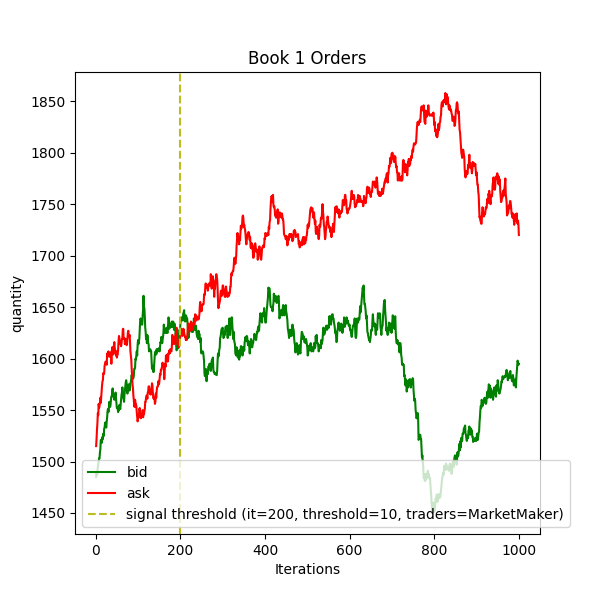 Book 1 Orders
quantity
1850
1800
1750
1700
1650
1600
1550
1500
1450
bid
ask
signal threshold (it=200, threshold=10, traders=MarketMaker)
0 200 400 600 800 1000
Iterations